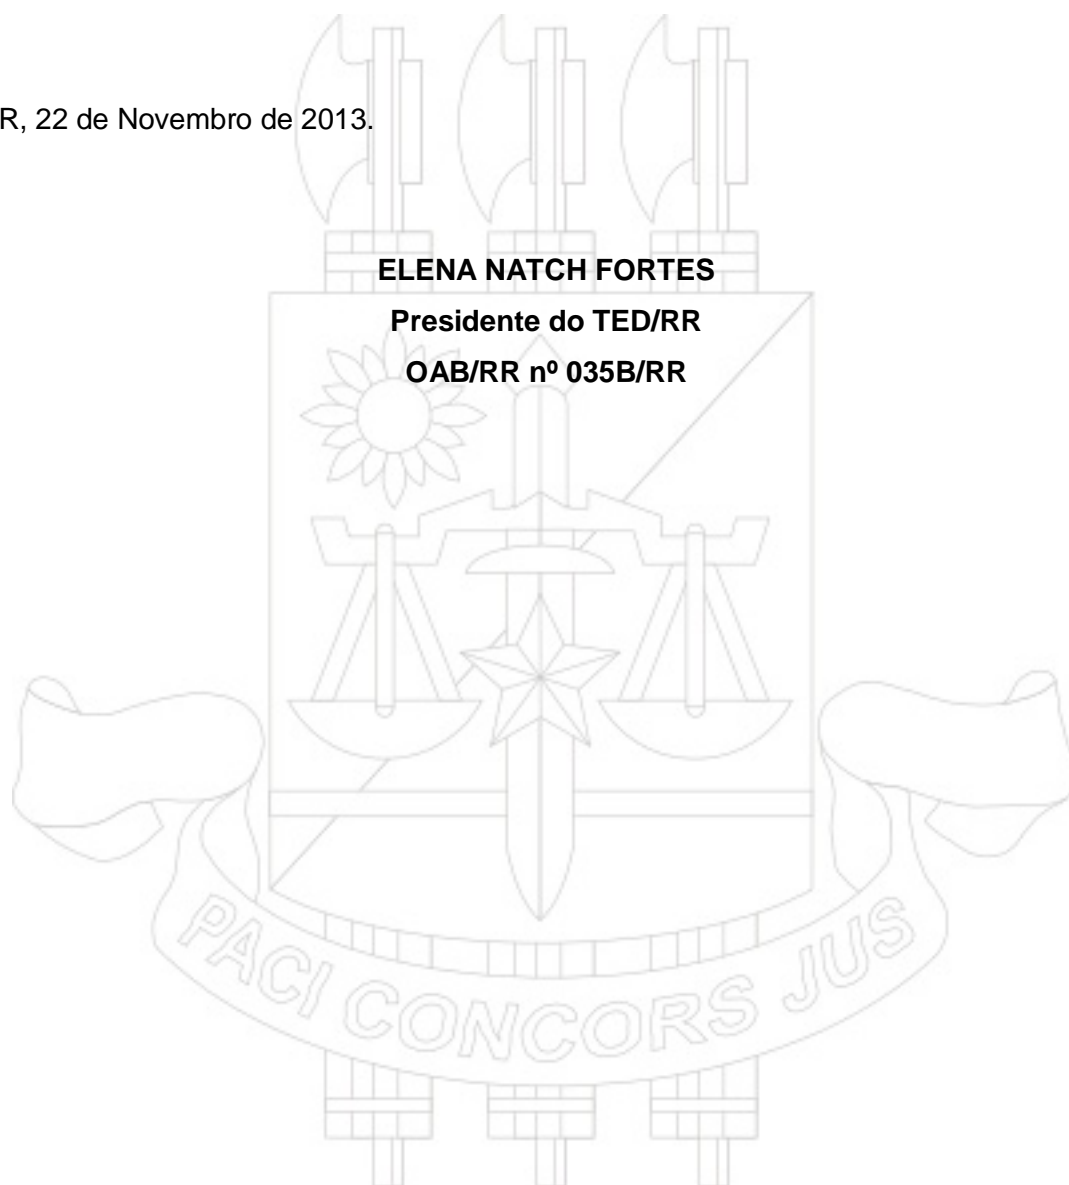 R, 22 de Novembro de 2013.
ELENA NATCH FORTES
Presidente do TED/RR
OAB/RR nº 035B/RR
PACI CONCORS JUS